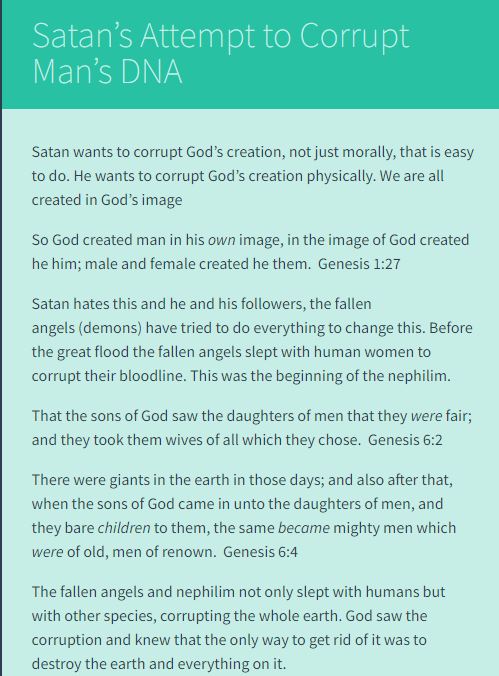 Satan’s Attempt to Corrupt
Man’s DNA
Satan wants to corrupt God’s creation, not just morally, that is easy
to do. He wants to corrupt God’s creation physically. We are all
created in God’s image
So God created man in his own image, in the image of God created
he him; male and female created he them.  Genesis 1:27
Satan hates this and he and his followers, the fallen
angels (demons) have tried to do everything to change this. Before
the great flood the fallen angels slept with human women to
corrupt their bloodline. This was the beginning of the nephilim.
That the sons of God saw the daughters of men that they were fair;
and they took them wives of all which they chose.  Genesis 6:2
There were giants in the earth in those days; and also after that,
when the sons of God came in unto the daughters of men, and
they bare children to them, the same became mighty men which
were of old, men of renown.  Genesis 6:4
The fallen angels and nephilim not only slept with humans but
with other species, corrupting the whole earth. God saw the
corruption and knew that the only way to get rid of it was to
destroy the earth and everything on it.